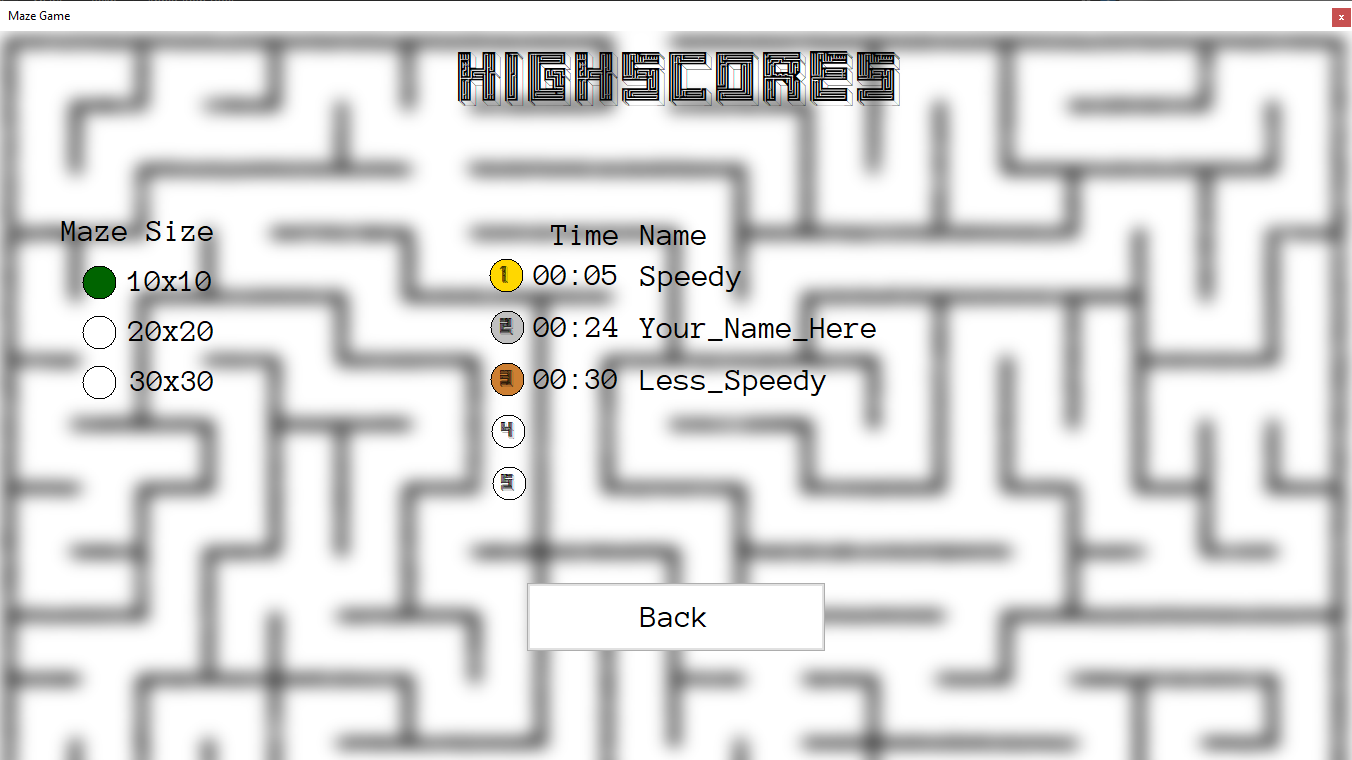 Maze Game
x
HIGHSCORES
Maze Size
10x10
20x20
30x30
Time Name
1 00:05 Speedy
2 00:24 Your_Name_Here
3 00:30 Less_Speedy
4
5
Back